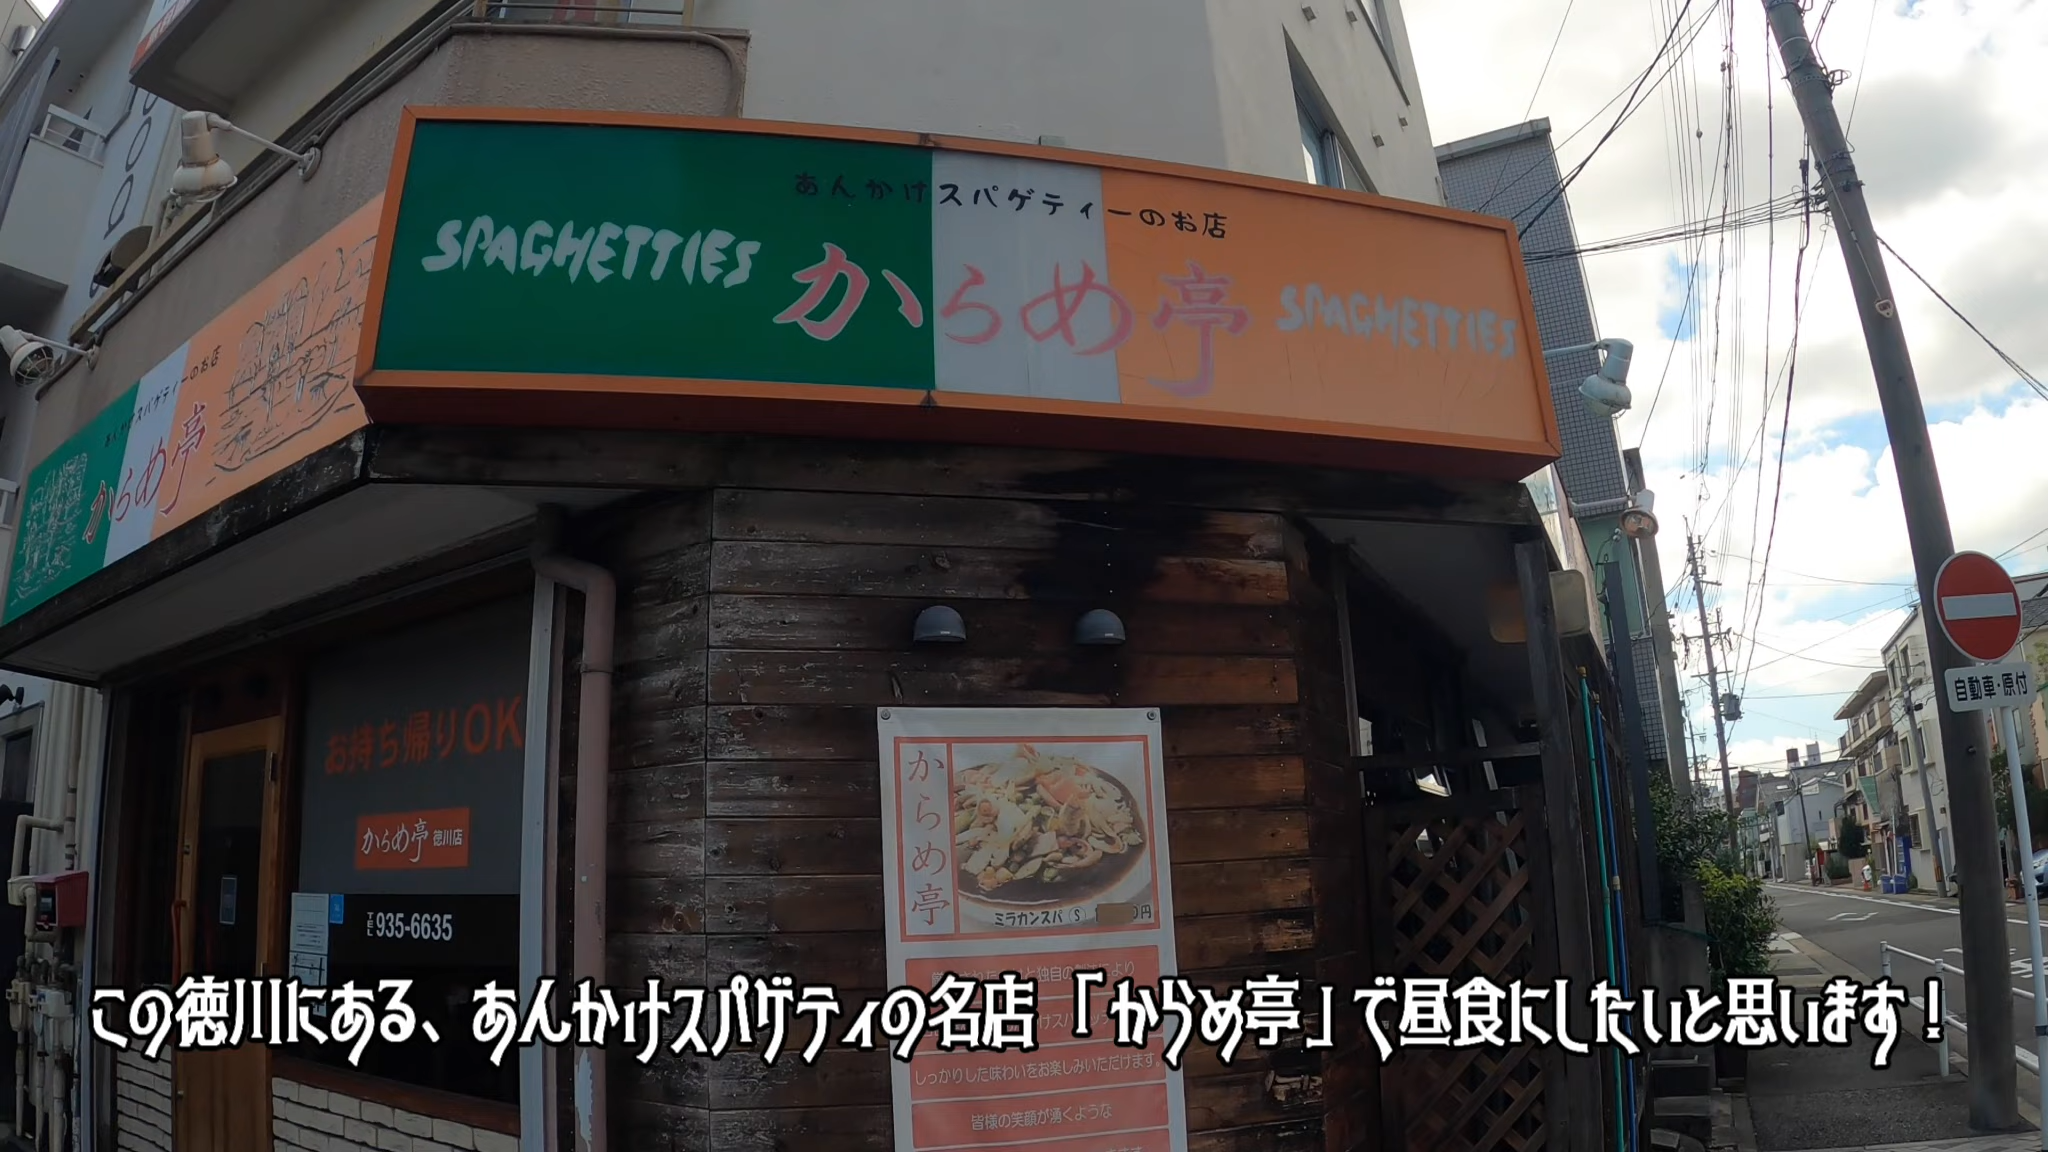 あんかけスパゲティーのお店
SPAGHETTIES
からめ亭
SPAGHETTIES
あんかけスパゲティーのお店
からめ亭
お持ち帰りOK
からめ亭 徳川店
TEL 935-6635
からめ亭
ミラカンスパ(S)
しっかりした味わいをお楽しみいただけます。
皆様の笑顔が湧くような
自動車・原付
この徳川にある、あんかけスパゲティの名店「からめ亭」で昼食にしたいと思います!